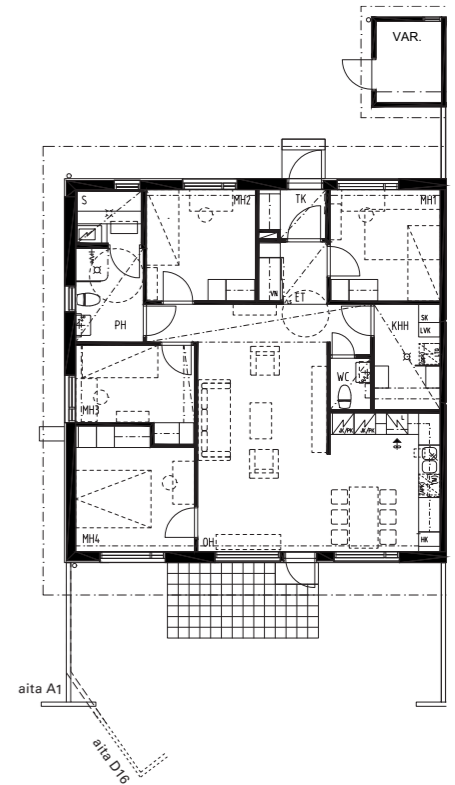 VAR.
S
MH2
TK
MH1
VN
ET
PH
KHH
SK
LVK
WC
MH3
JK/PK
JK/PK
L
MH4
OH
HK
aita A1
aita D16